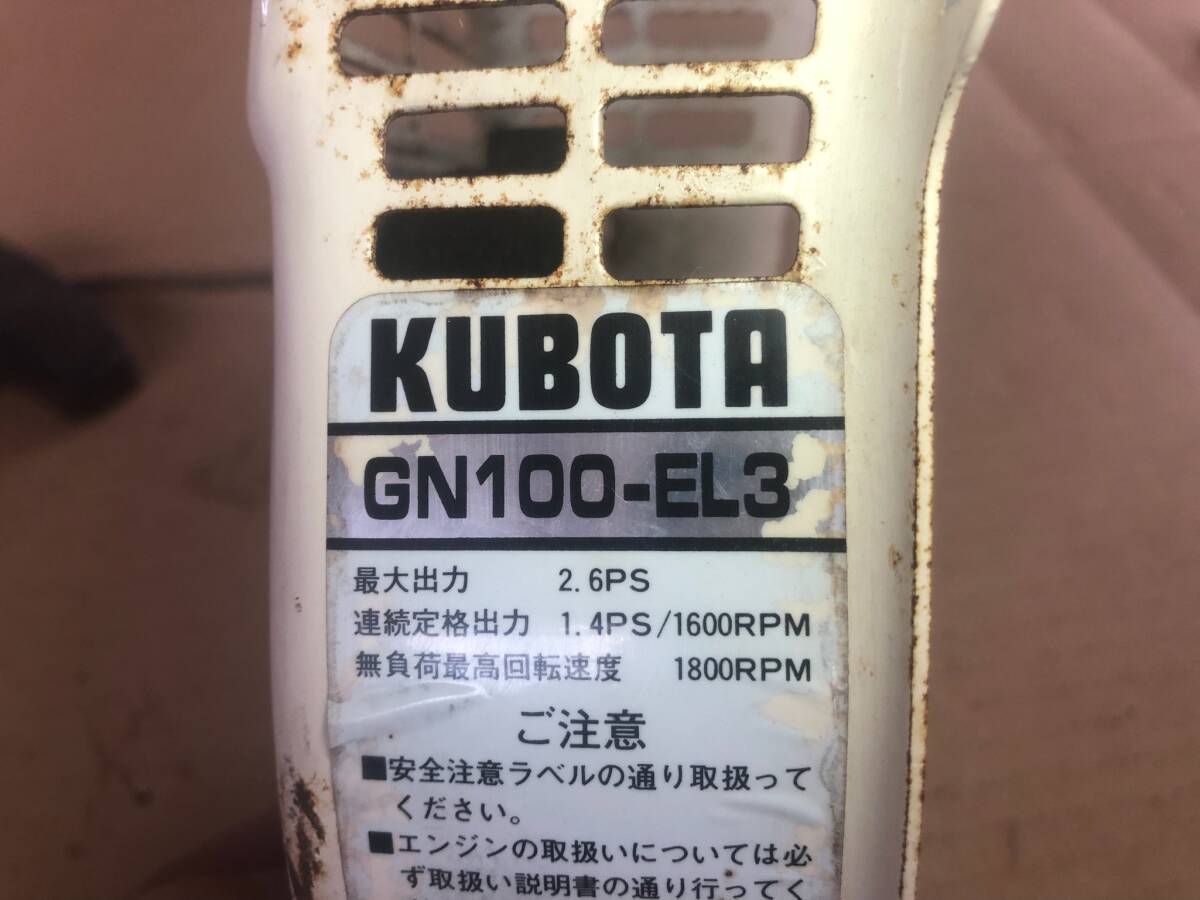 KUBOTA
GN100-EL3
最大出力 2.6PS
連続定格出力 1.4PS/1600RPM
無負荷最高回転速度 1800RPM
ご注意
■安全注意ラベルの通り取扱って
ください。
■エンジンの取扱いについては必
ず取扱い説明書の通り行ってく